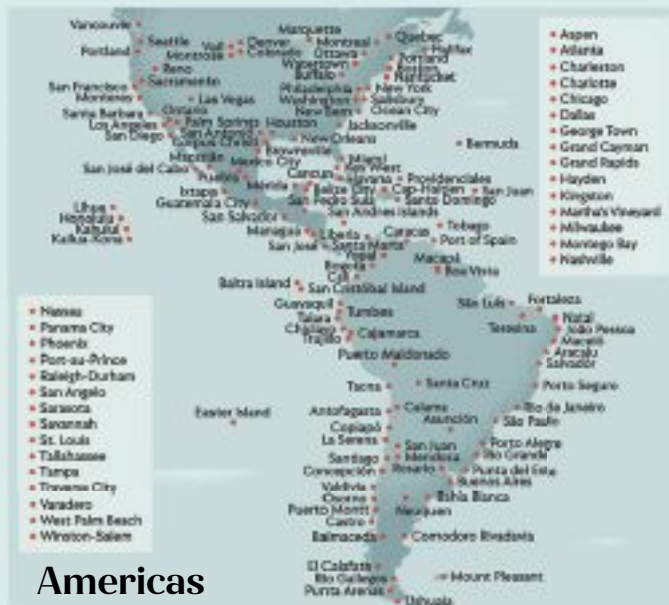 Vancouver
Seattle
Portland
Vail
Montrose
Denver
Colorado
Marquette
Montreal
Ottawa
Watertown
Buffalo
Quebec
Halifax
Portland
Boston
Nantucket
Reno
Sacramento
San Francisco
Monterey
Las Vegas
Philadelphia
Washington
New Bern
New York
Salisbury
Ocean City
Santa Barbara
Ontario
Los Angeles
Palm Springs
San Diego
San Antonio
Houston
Corpus Christi
Brownsville
New Orleans
Jacksonville
Bermuda
Mazatlan
Mexico City
San José del Cabo
Puebla
Ixtapa
Mérida
Cancun
Miami
Key West
Havana
Providenciales
Belize City
Cap-Haïtien
San Juan
San Pedro Sula
Santo Domingo
Guatemala City
San Salvador
San Andres Islands
Lihue
Honolulu
Kahului
Kailua-Kona
Managua
Liberia
San José
Santa Marta
Caracas
Tobago
Port of Spain
Yopal
Bogota
Cali
Macapá
Boa Vista
Baltra Island
San Cristobal Island
Guayaquil
Talara
Tumbes
Chiclayo
Trujillo
Cajamarca
São Luis
Fortaleza
Teresina
Natal
João Pessoa
Maceió
Aracaju
Salvador
Puerto Maldonado
Tacna
Santa Cruz
Porto Seguro
Easter Island
Antofagasta
Calama
Asunción
Rio de Janeiro
São Paulo
Copiapó
La Serena
San Juan
Santiago
Mendoza
Concepción
Rosario
Porto Alegre
Rio Grande
Punta del Este
Buenos Aires
Valdivia
Osorno
Bahia Blanca
Puerto Montt
Neuquen
Castro
Balmaceda
Comodoro Rivadavia
El Calafate
Rio Gallegos
Punta Arenas
Mount Pleasant
Ushuaia
Aspen
Atlanta
Charleston
Charlotte
Chicago
Dallas
George Town
Grand Cayman
Grand Rapids
Hayden
Kingston
Martha's Vineyard
Milwaukee
Montego Bay
Nashville
Nassau
Panama City
Phoenix
Port-au-Prince
Raleigh-Durham
San Angelo
Sarasota
Savannah
St. Louis
Tallahassee
Tampa
Traverse City
Varadero
West Palm Beach
Winston-Salem
Americas